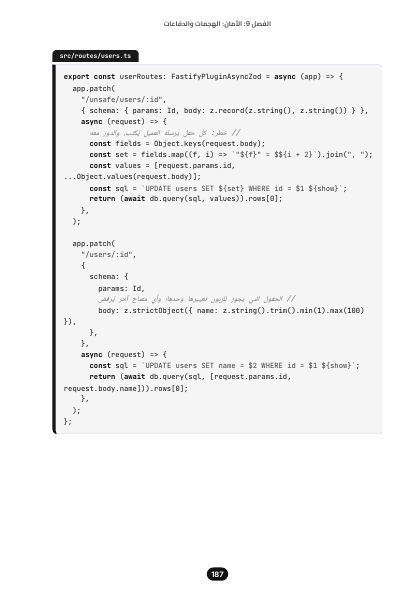 الفصل 9: الأمان: الهجمات والدفاعات
src/routes/users.ts
export const userRoutes: FastifyPluginAsyncZod = async (app) => {
app.patch(
"/unsafe/users/:id",
{ schema: { params: Id, body: z.record(z.string(), z.string()) } },
async (request) => {
// خطر: كل حقل يرسله العميل يُكتب، والدور معه
const fields = Object.keys(request.body);
const set = fields.map((f, i) => `"${f}" = $${i + 2}`).join(", ");
const values = [request.params.id,
...Object.values(request.body)];
const sql = `UPDATE users SET ${set} WHERE id = $1 ${show}`;
return (await db.query(sql, values)).rows[0];
},
);
app.patch(
"/users/:id",
{
schema: {
params: Id,
// الحقول التي يجوز للزبون تغييرها وحدها؛ وأي مفتاح آخر يُرفض
body: z.strictObject({ name: z.string().trim().min(1).max(100)
}),
},
},
async (request) => {
const sql = `UPDATE users SET name = $2 WHERE id = $1 ${show}`;
return (await db.query(sql, [request.params.id,
request.body.name])).rows[0];
},
);
};
187